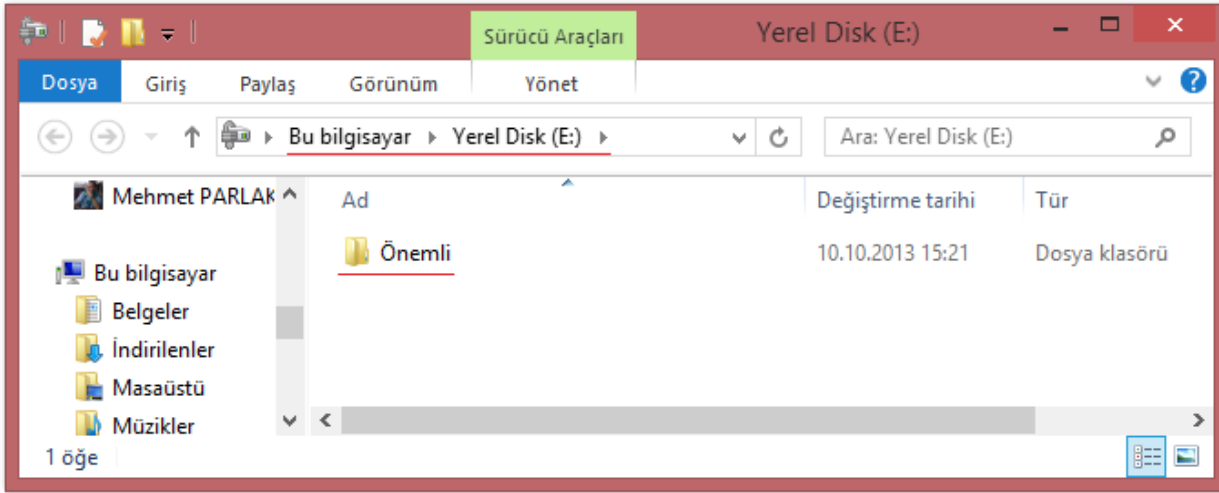 Sürücü Araçları Yerel Disk (E:)
Dosya Giriş Paylaş Görünüm Yönet
Bu bilgisayar Yerel Disk (E:) Ara: Yerel Disk (E:)
Mehmet PARLAK Ad Değiştirme tarihi Tür
Önemli 10.10.2013 15:21 Dosya klasörü
Bu bilgisayar
Belgeler
İndirilenler
Masaüstü
Müzikler
1 öğe